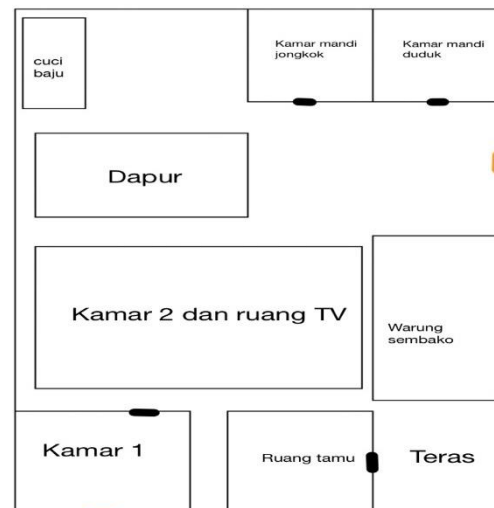 Kamar mandi
jongkok
Kamar mandi
duduk
cuci
baju
Dapur
Kamar 2 dan ruang TV
Warung
sembako
Kamar 1
Ruang tamu
Teras